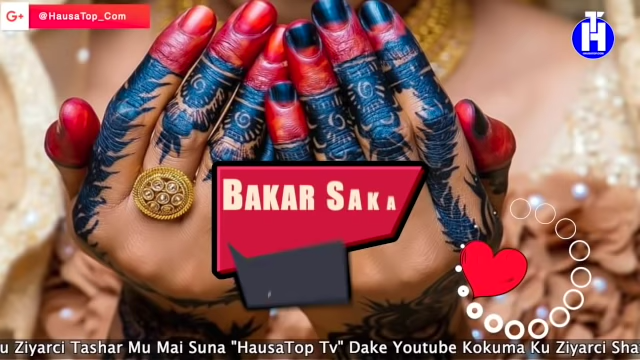 @HausaTop_Com
BAKAR SAKA
u Ziyarci Tashar Mu Mai Suna "HausaTop Tv" Dake Youtube Kokuma Ku Ziyarci Sha